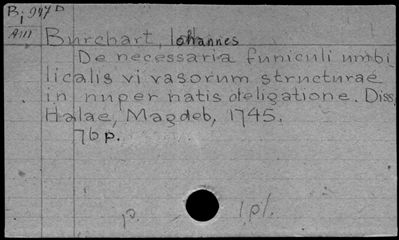 Burchart, Iohannes
De necessaria funiculi umbi
licalis vi vasorum structurae
in nuper natis deligatione. Diss.
Halae, Magdeb, 1745.
76 p.
p. 1 pl.